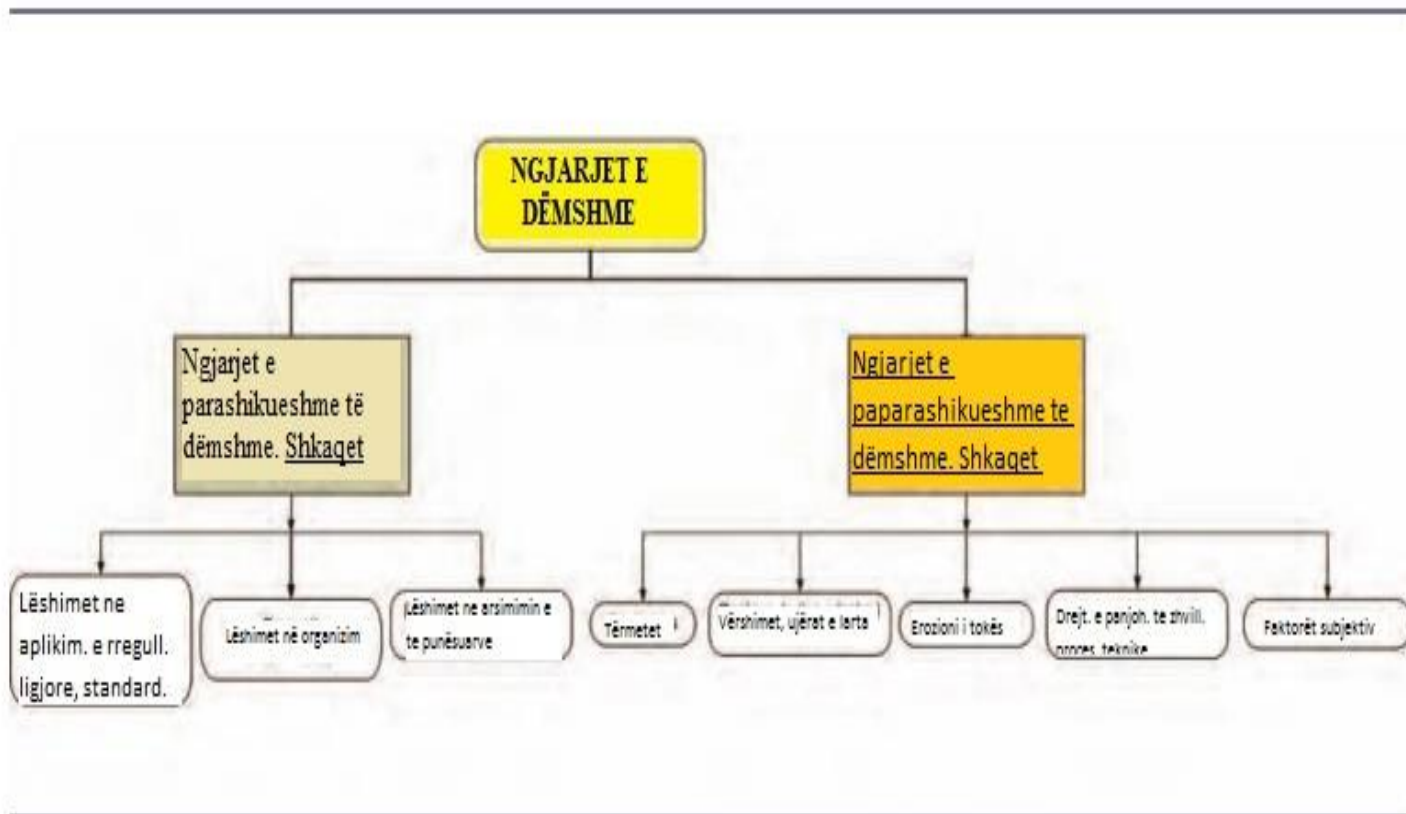 NGJARJET E
DËMSHME
Ngjarjet e
parashikueshme të
dëmshme. Shkaqet
Ngjarjet e
paparashikueshme te
dëmshme. Shkaqet
Lëshimet ne
aplikim. e rregull.
ligjore, standard.
Lëshimet në organizim
Lëshimet ne arsimimin e
te punësuarve
Tërmetet
Vërshimet, ujërat e larta
Erozioni i tokës
Drejt. e panjoh. te zhvill.
proces. teknike
Faktorët subjektiv